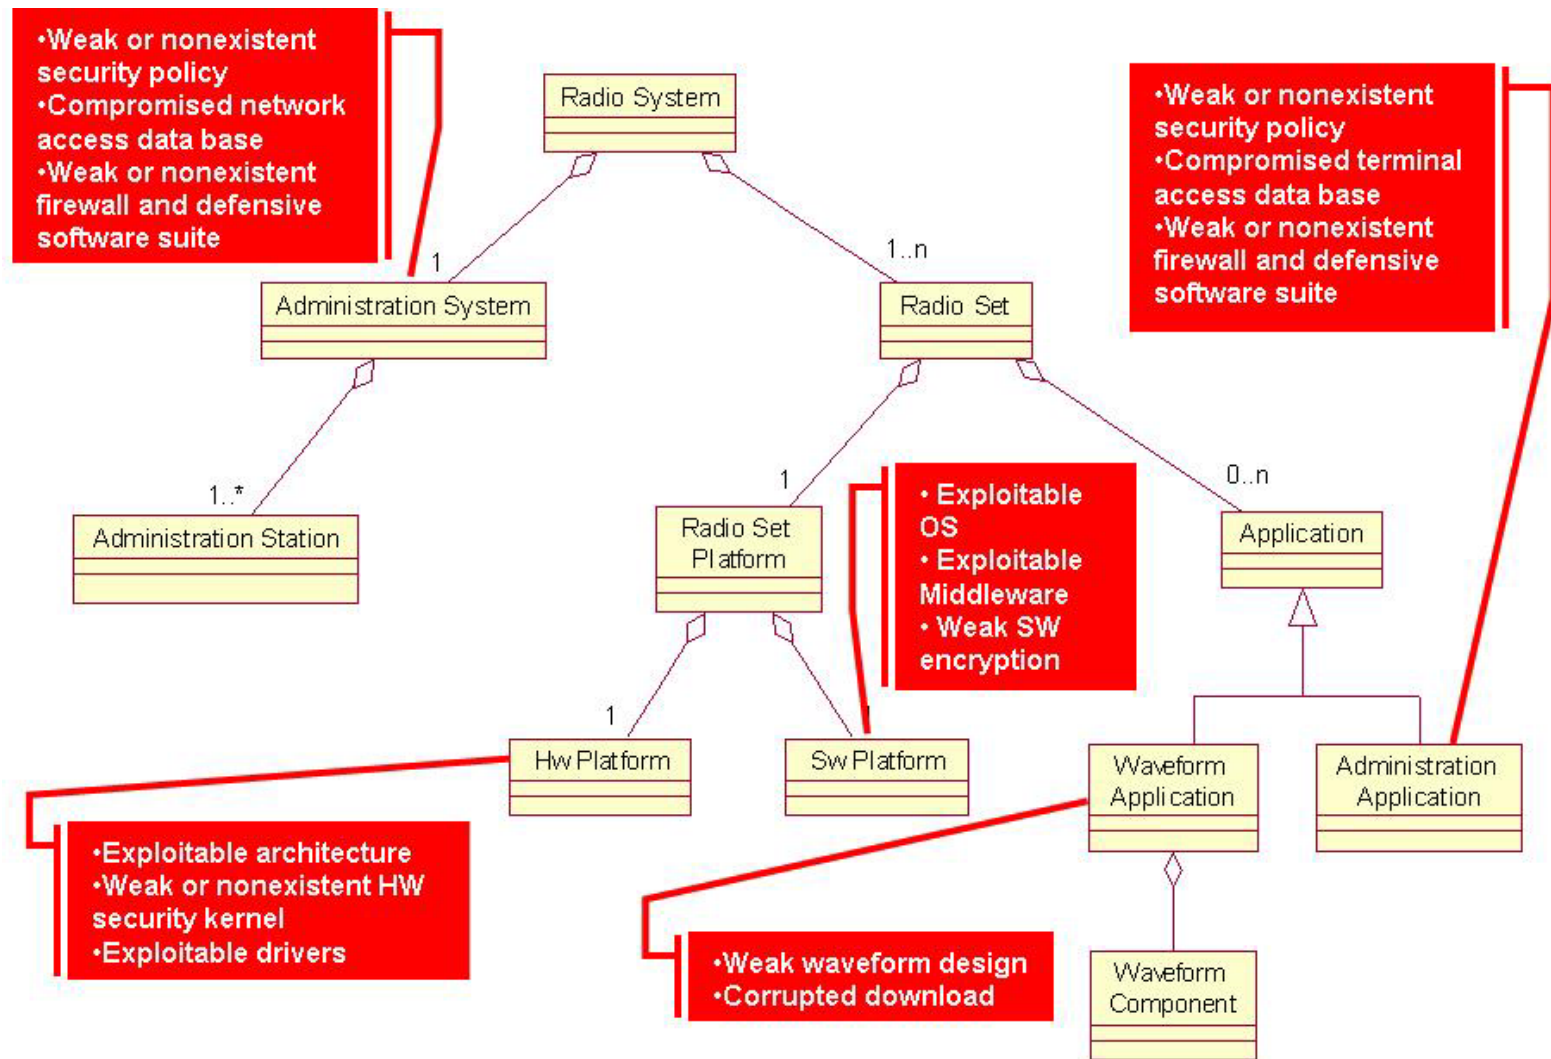 •Weak or nonexistent
security policy
•Compromised network
access data base
•Weak or nonexistent
firewall and defensive
software suite
Radio System
•Weak or nonexistent
security policy
•Compromised terminal
access data base
•Weak or nonexistent
firewall and defensive
software suite
1
1..n
Administration System
Radio Set
1..*
1
0..n
Administration Station
Radio Set
Platform
• Exploitable
OS
• Exploitable
Middleware
• Weak SW
encryption
Application
1
Hw Platform
Sw Platform
Waveform
Application
Administration
Application
•Exploitable architecture
•Weak or nonexistent HW
security kernel
•Exploitable drivers
•Weak waveform design
•Corrupted download
Waveform
Component